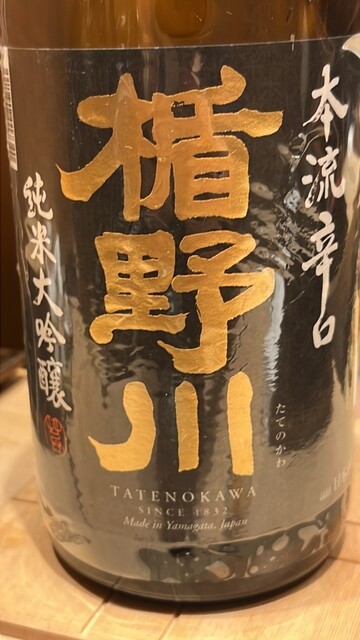 本流辛口
楯野川
純米大吟醸
たてのかわ
TATENOKAWA
SINCE 1832
Made in Yamagata, Japan